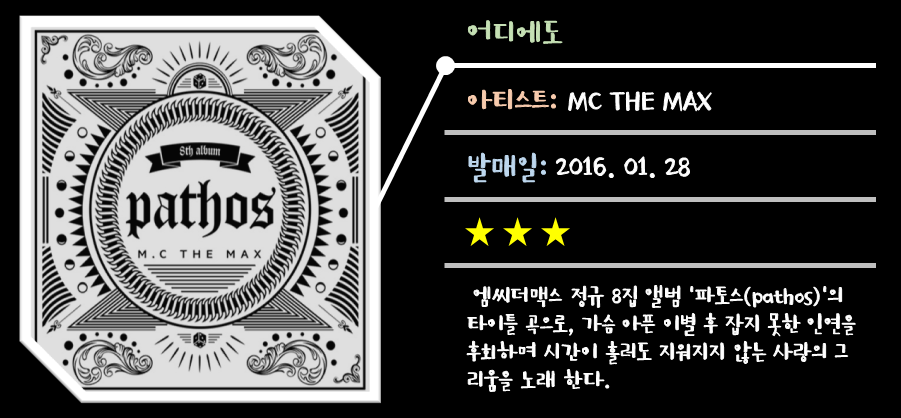 8th album
pathos
M.C THE MAX
어디에도
아티스트: MC THE MAX
발매일: 2016. 01. 28
★ ★ ★
엠씨더맥스 정규 8집 앨범 '파토스(pathos)'의
타이틀 곡으로, 가슴 아픈 이별 후 잡지 못한 인연을
후회하며 시간이 흘러도 지워지지 않는 사랑의 그
리움을 노래 한다.